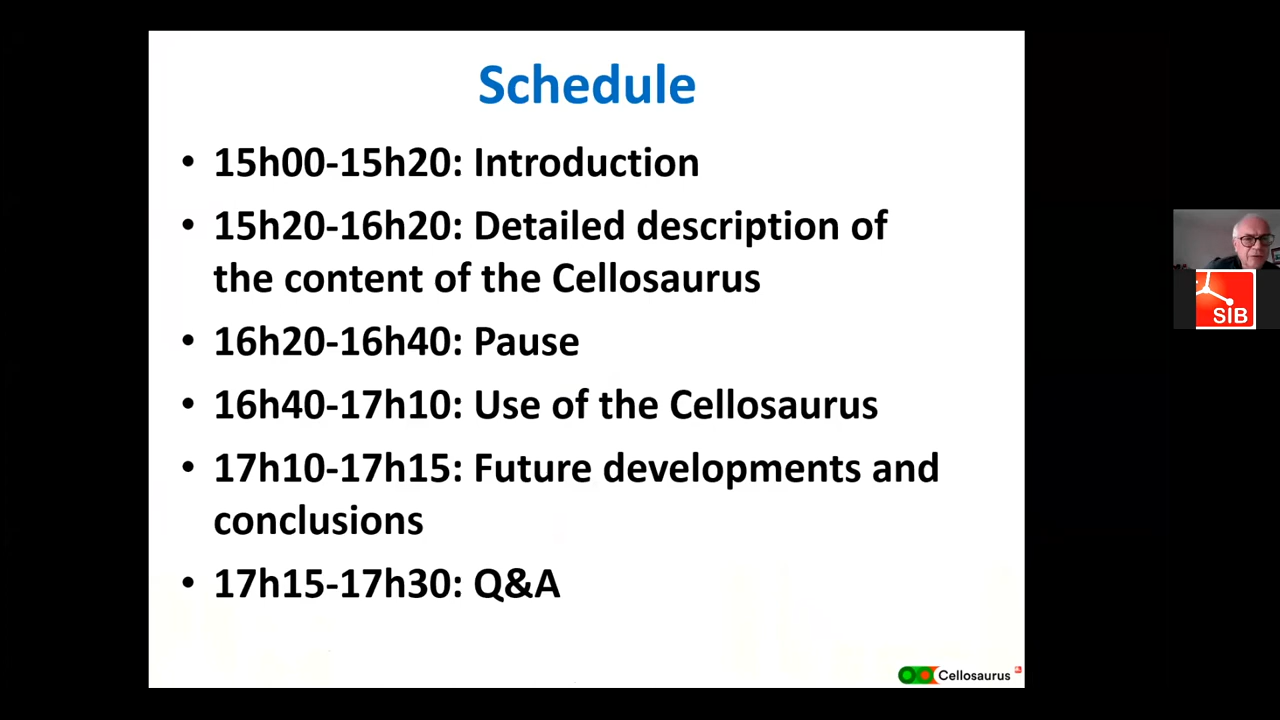 Schedule
• 15h00-15h20: Introduction
• 15h20-16h20: Detailed description of
the content of the Cellosaurus
• 16h20-16h40: Pause
• 16h40-17h10: Use of the Cellosaurus
• 17h10-17h15: Future developments and
conclusions
• 17h15-17h30: Q&A
SIB
Cellosaurus